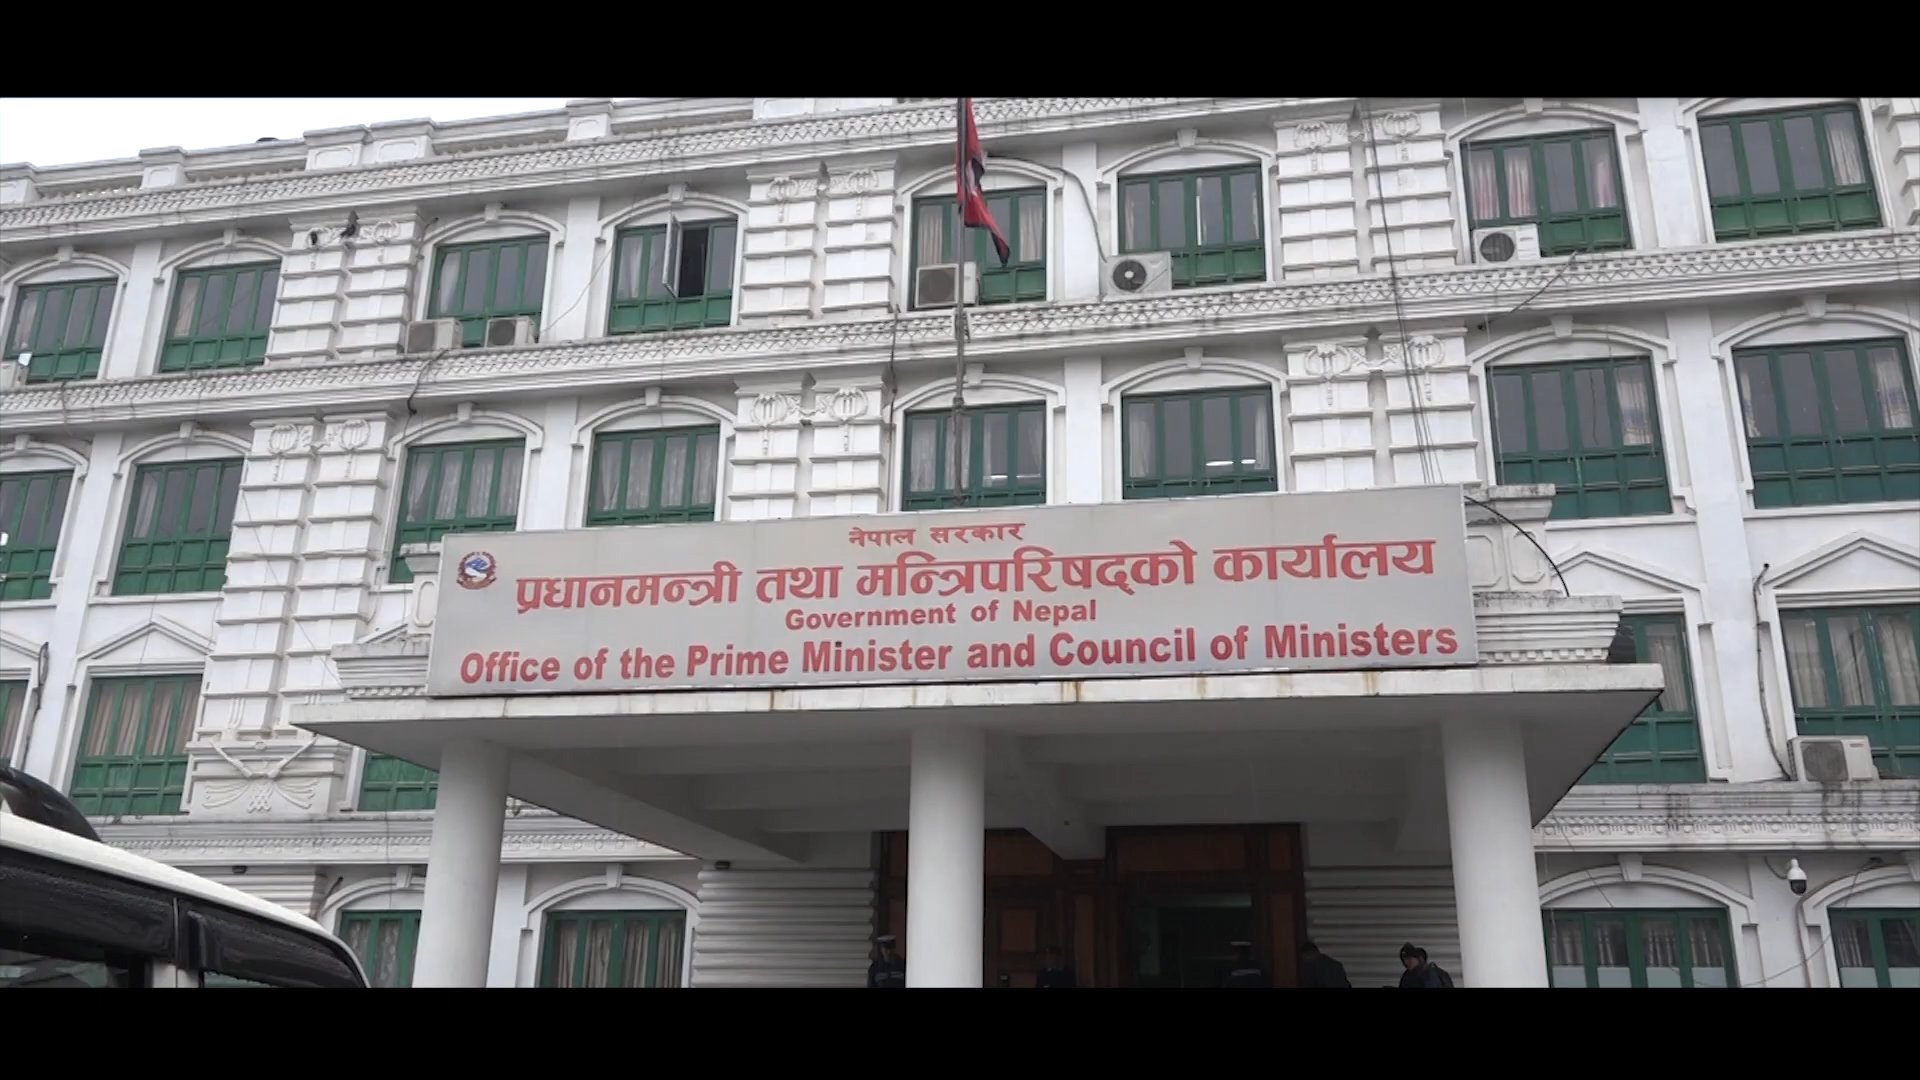 नेपाल सरकार
प्रधानमन्त्री तथा मन्त्रिपरिषद्को कार्यालय
Government of Nepal
Office of the Prime Minister and Council of Ministers